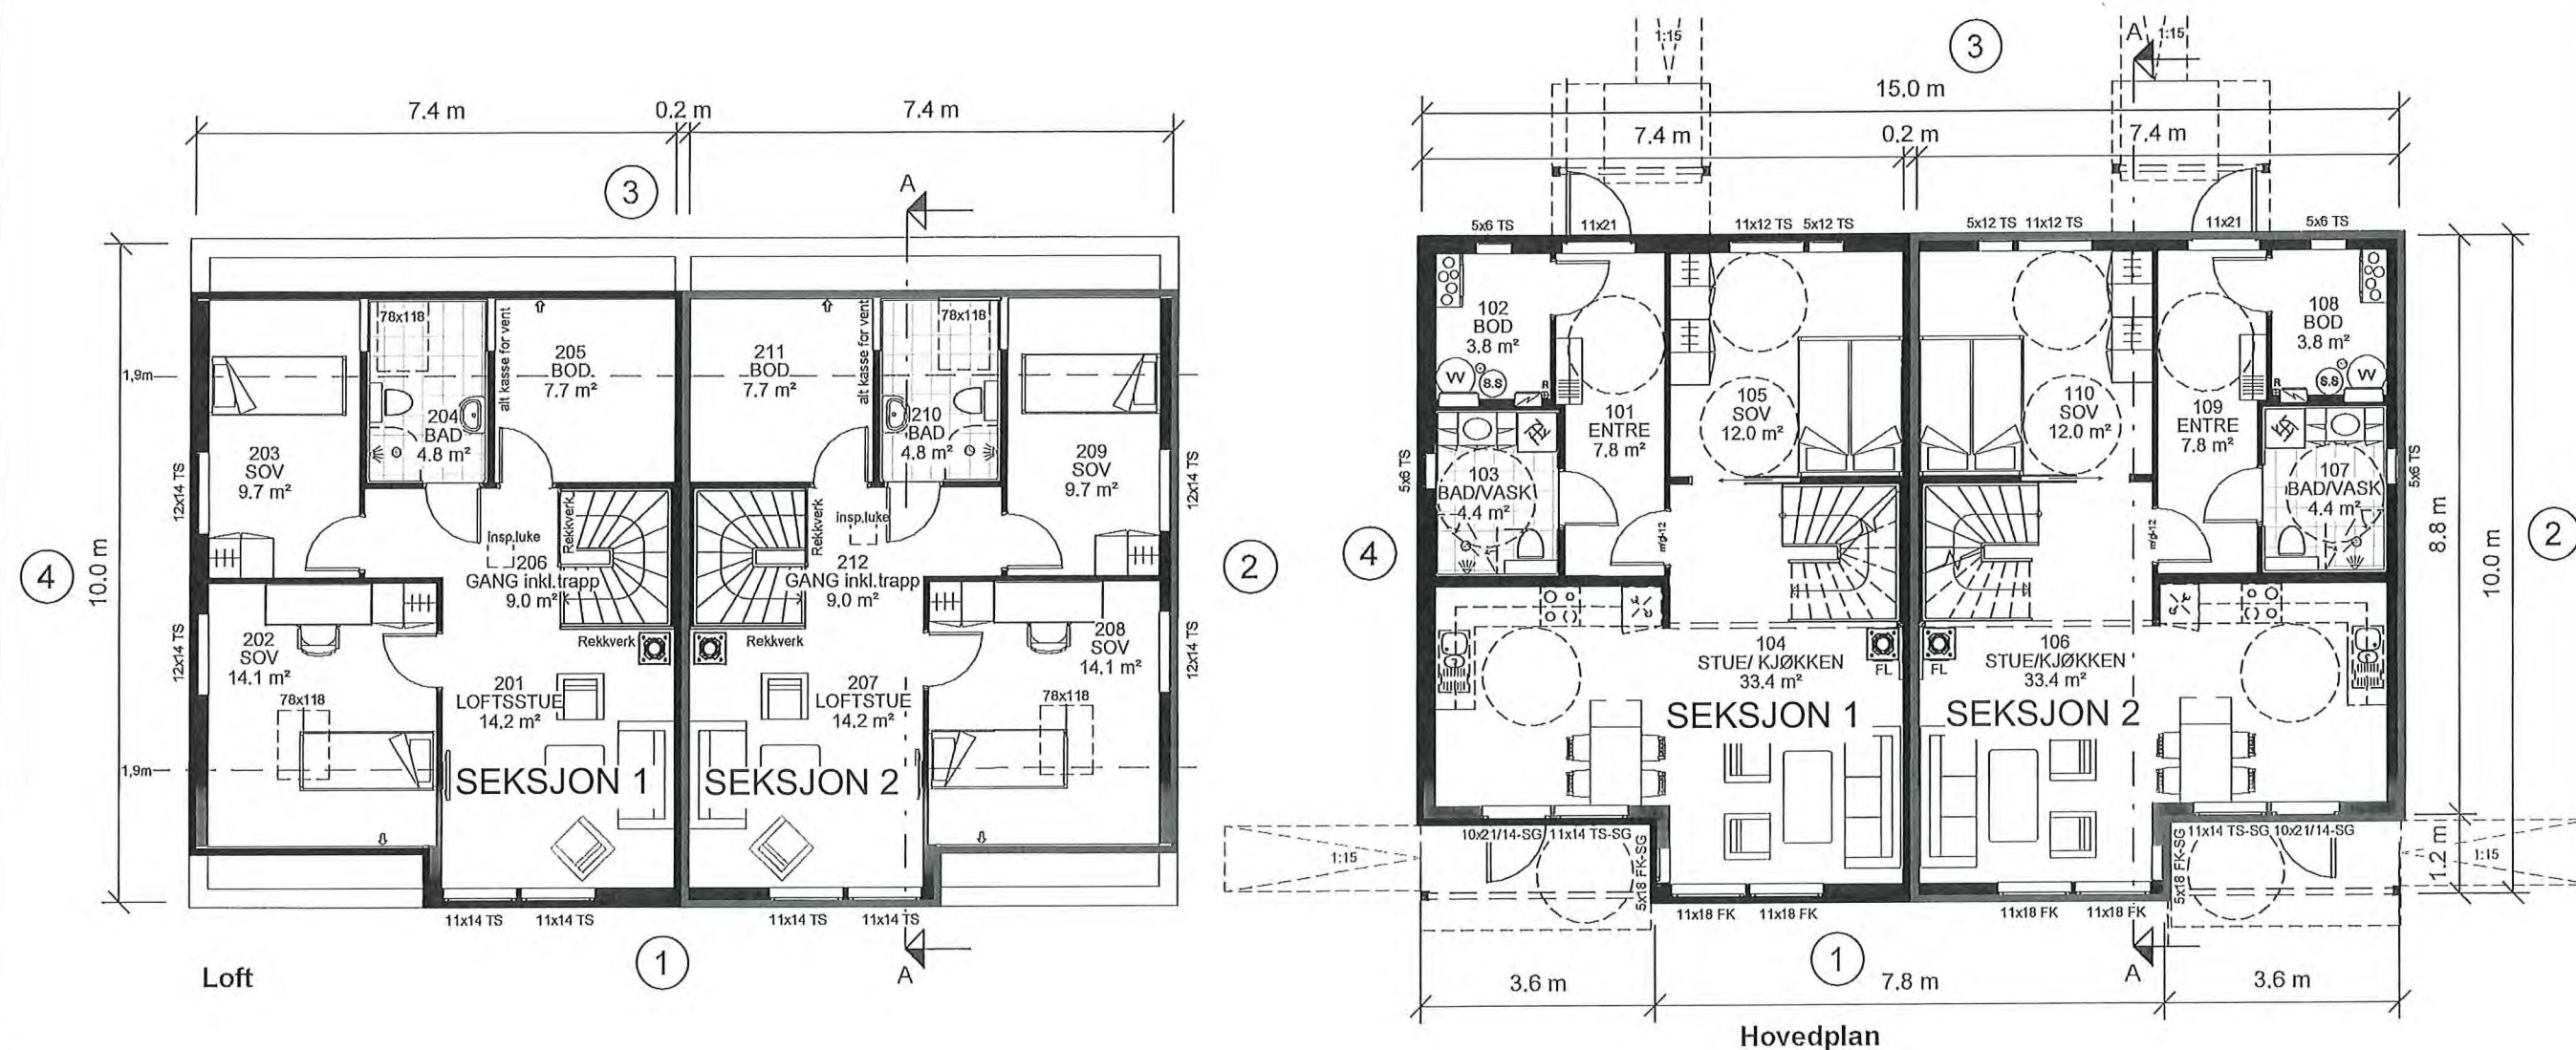 7.4 m
0.2 m
7.4 m
3
A
78x118
alt kasse for vent
205
BOD
7.7 m²
211
BOD
7.7 m²
alt kasse for vent
78x118
1,9m
204
BAD
4.8 m²
210
BAD
4.8 m²
203
SOV
9.7 m²
209
SOV
9.7 m²
12x14 TS
12x14 TS
Rekkverk
Rekkverk
insp.luke
insp.luke
206
GANG inkl.trapp
9.0 m²
212
GANG inkl.trapp
9.0 m²
4
10.0 m
2
12x14 TS
12x14 TS
202
SOV
14.1 m²
208
SOV
14.1 m²
Rekkverk
Rekkverk
201
LOFTSSTUE
14.2 m²
207
LOFTSTUE
14.2 m²
78x118
78x118
1,9m
SEKSJON 1
SEKSJON 2
11x14 TS
11x14 TS
11x14 TS
11x14 TS
1
A
Loft
1:15
3
A
1:15
15.0 m
7.4 m
0.2 m
7.4 m
5x6 TS
11x21
11x12 TS
5x12 TS
5x12 TS
11x12 TS
11x21
5x6 TS
102
BOD
3.8 m²
108
BOD
3.8 m²
VV
S.S
R
R
S.S
VV
101
ENTRE
7.8 m²
105
SOV
12.0 m²
110
SOV
12.0 m²
109
ENTRE
7.8 m²
5x6 TS
5x6 TS
103
BAD/VASK
4.4 m²
107
BAD/VASK
4.4 m²
4
2
8.8 m
10.0 m
104
STUE/ KJØKKEN
33.4 m²
106
STUE/KJØKKEN
33.4 m²
FL
FL
SEKSJON 1
SEKSJON 2
10x21/14-SG
11x14 TS-SG
11x14 TS-SG
10x21/14-SG
1:15
5x18 FK-SG
5x18 FK-SG
1:15
1.2 m
11x18 FK
11x18 FK
11x18 FK
11x18 FK
1
A
3.6 m
7.8 m
3.6 m
Hovedplan